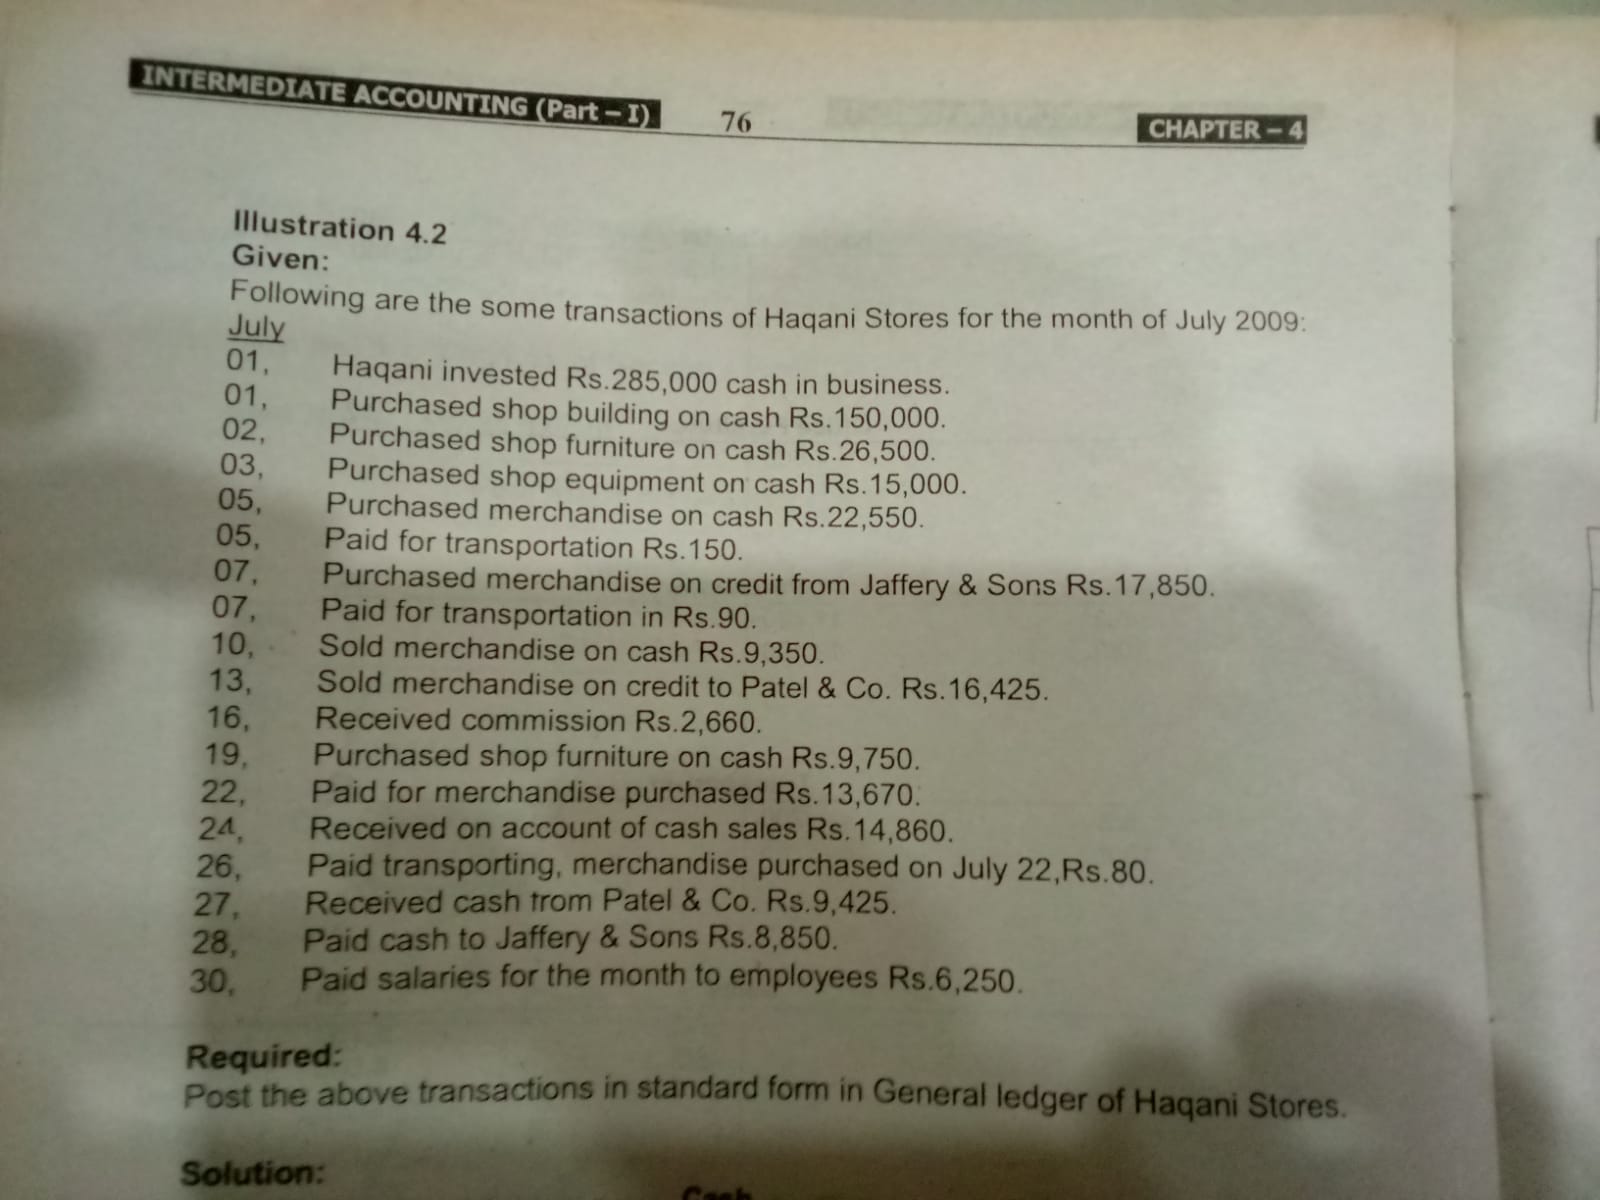 INTERMEDIATE ACCOUNTING (Part – I) 76 CHAPTER – 4
Illustration 4.2
Given:
Following are the some transactions of Haqani Stores for the month of July 2009:
July
01, Haqani invested Rs.285,000 cash in business.
01, Purchased shop building on cash Rs.150,000.
02, Purchased shop furniture on cash Rs.26,500.
03, Purchased shop equipment on cash Rs.15,000.
05, Purchased merchandise on cash Rs.22,550.
05, Paid for transportation Rs.150.
07, Purchased merchandise on credit from Jaffery & Sons Rs.17,850.
07, Paid for transportation in Rs.90.
10, Sold merchandise on cash Rs.9,350.
13, Sold merchandise on credit to Patel & Co. Rs.16,425.
16, Received commission Rs.2,660.
19, Purchased shop furniture on cash Rs.9,750.
22, Paid for merchandise purchased Rs.13,670.
24, Received on account of cash sales Rs.14,860.
26, Paid transporting, merchandise purchased on July 22,Rs.80.
27, Received cash from Patel & Co. Rs.9,425.
28, Paid cash to Jaffery & Sons Rs.8,850.
30, Paid salaries for the month to employees Rs.6,250.
Required:
Post the above transactions in standard form in General ledger of Haqani Stores.
Solution:
Cash